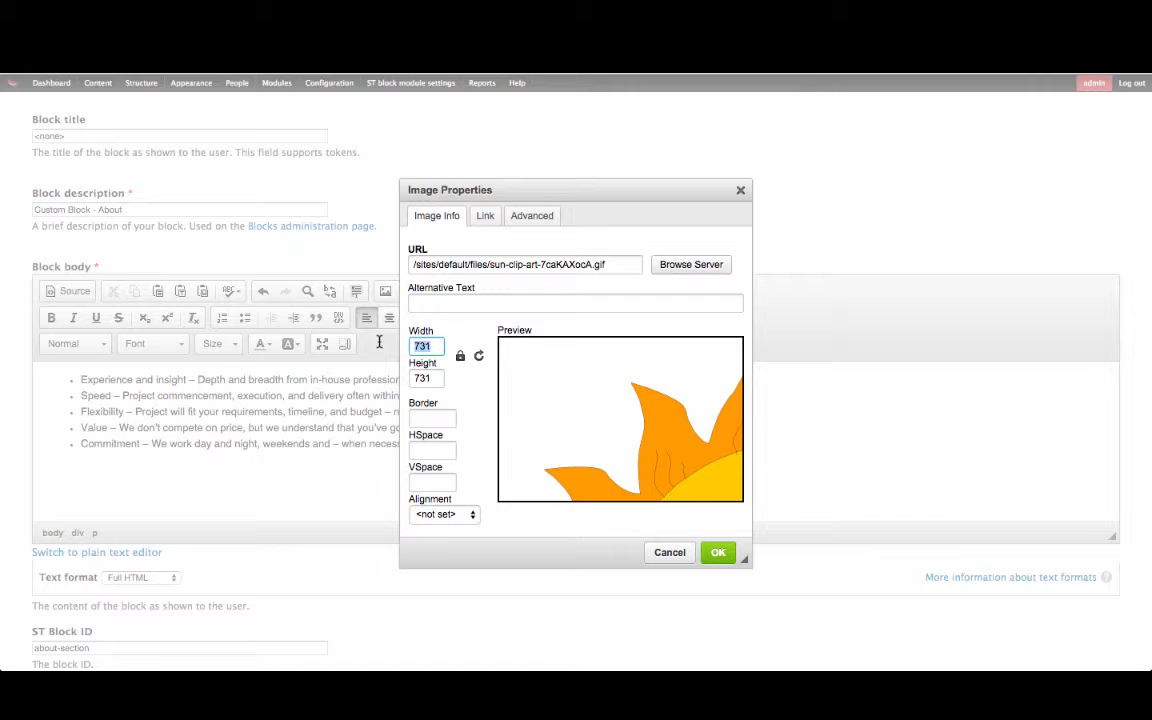 Dashboard Content Structure Appearance People Modules Configuration ST block module settings Reports Help admin Log out
Block title
<none>
The title of the block as shown to the user. This field supports tokens.
Block description *
Custom Block - About
A brief description of your block. Used on the Blocks administration page.
Block body *
Source
B I U S x₂ x² Tx
Normal Font Size A A
Experience and insight – Depth and breadth from in-house profession
Speed – Project commencement, execution, and delivery often within
Flexibility – Project will fit your requirements, timeline, and budget – n
Value – We don't compete on price, but we understand that you've go
Commitment – We work day and night, weekends and – when necess
body div p
Switch to plain text editor
Text format Full HTML
More information about text formats ?
The content of the block as shown to the user.
ST Block ID
about-section
The block ID.
Image Properties
Image Info Link Advanced
URL
/sites/default/files/sun-clip-art-7caKAXocA.gif Browse Server
Alternative Text
Width
731
Height
731
Border
HSpace
VSpace
Alignment
<not set>
Preview
Cancel OK